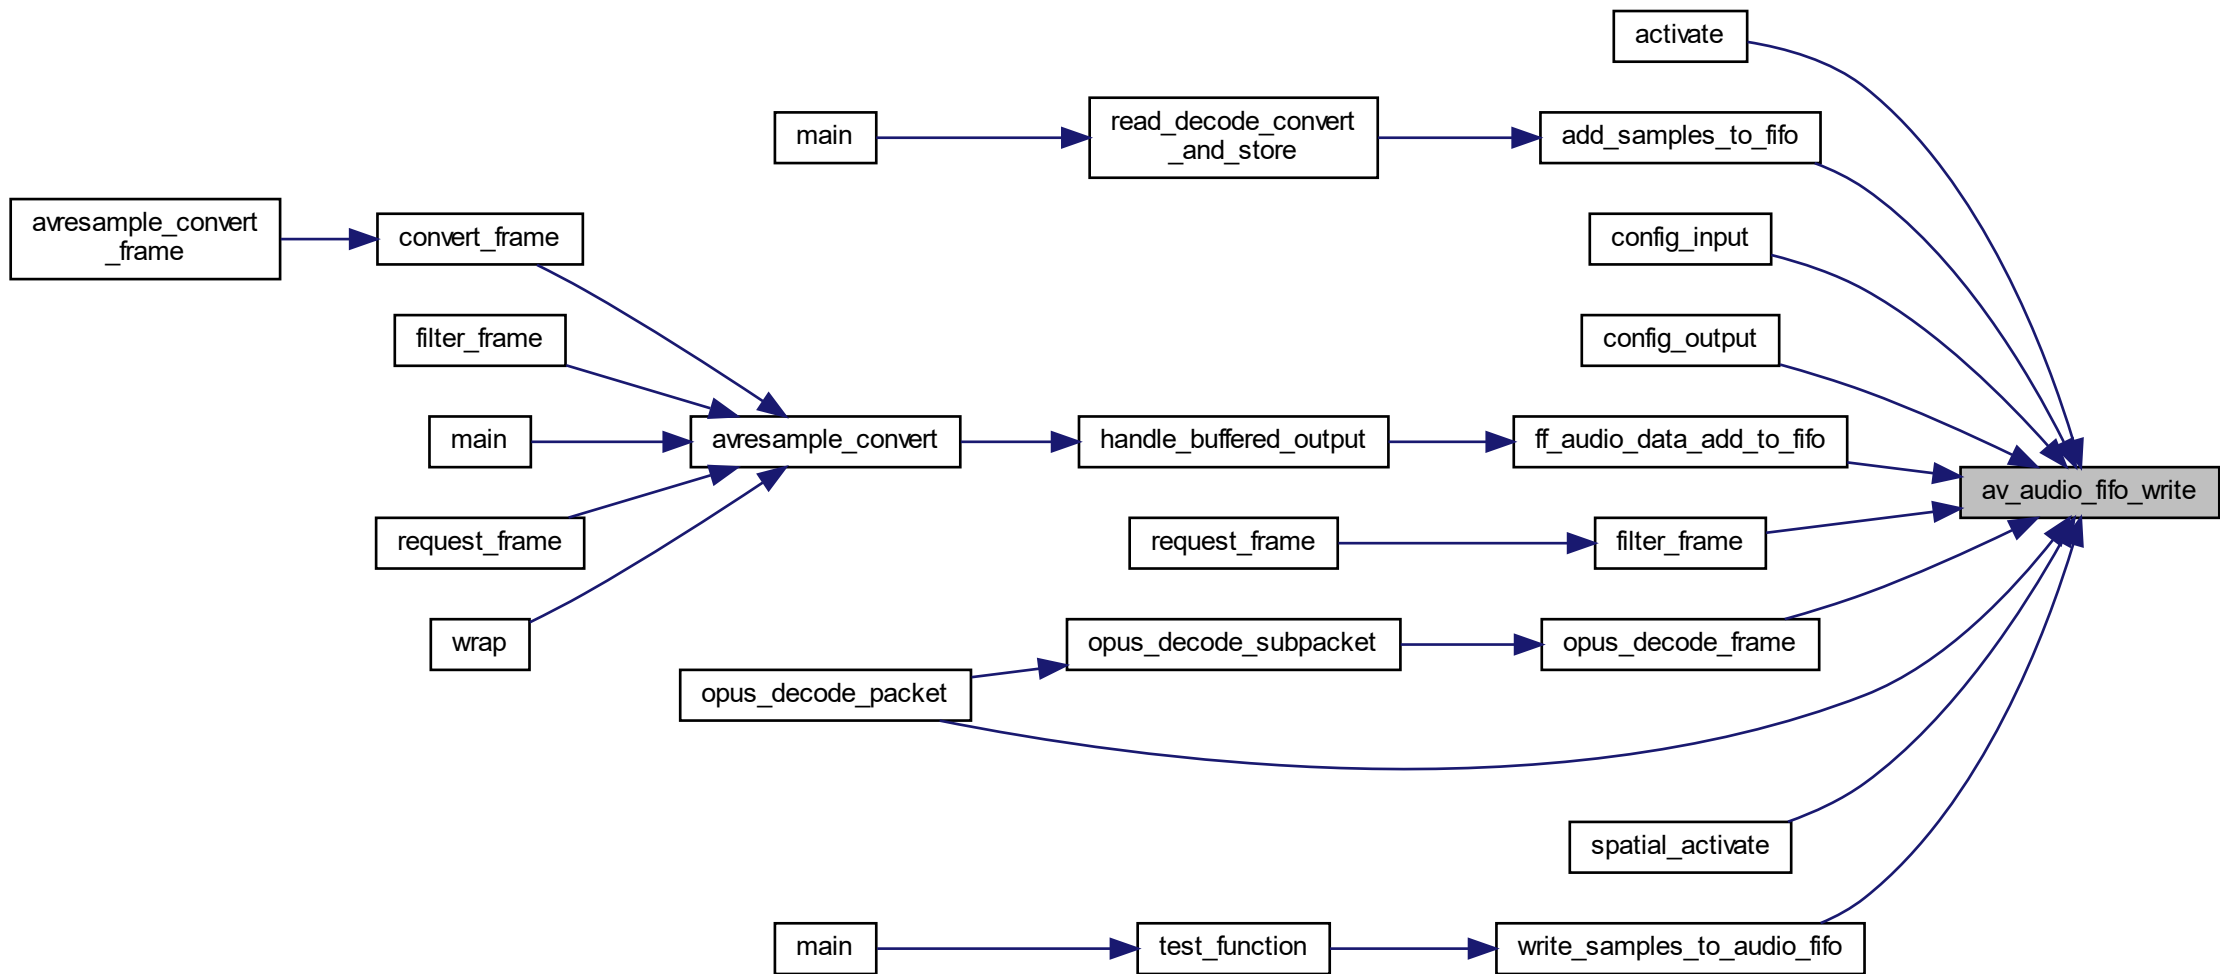 activate
main
read_decode_convert
_and_store
add_samples_to_fifo
avresample_convert
_frame
convert_frame
config_input
filter_frame
config_output
main
avresample_convert
handle_buffered_output
ff_audio_data_add_to_fifo
av_audio_fifo_write
request_frame
request_frame
filter_frame
wrap
opus_decode_packet
opus_decode_subpacket
opus_decode_frame
spatial_activate
main
test_function
write_samples_to_audio_fifo